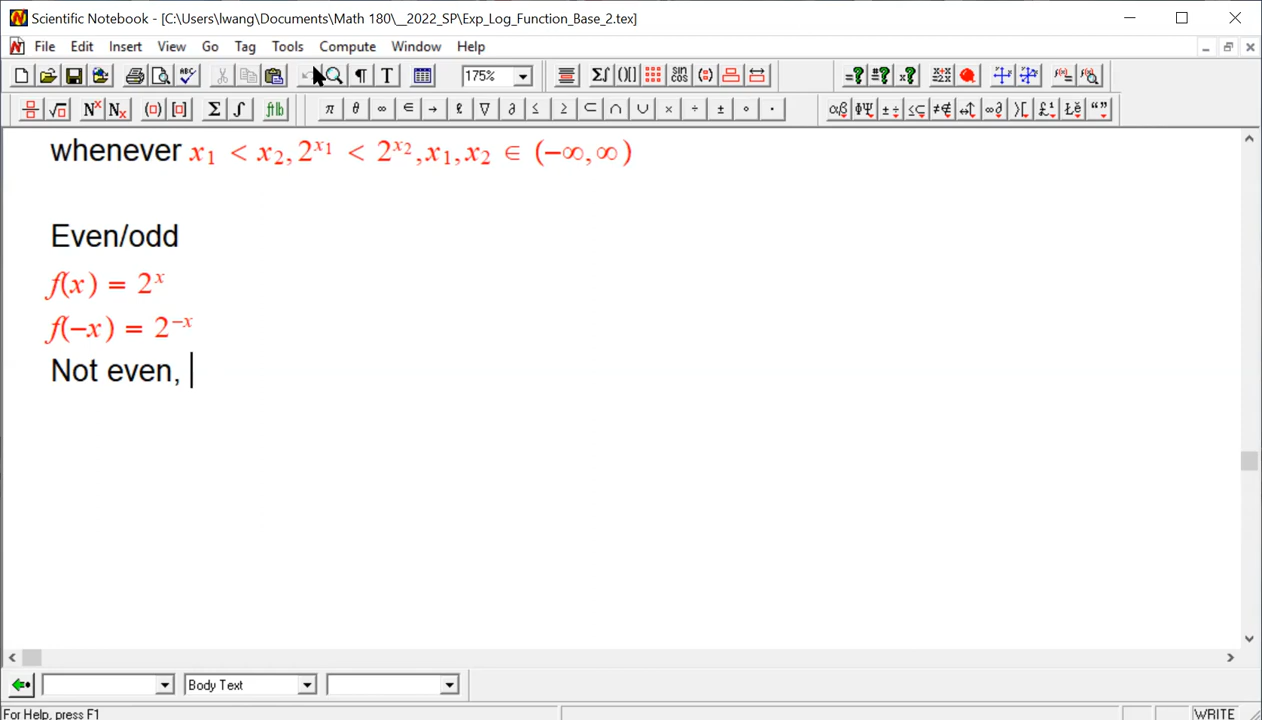 Scientific Notebook - [C:\Users\lwang\Documents\Math 180\__2022_SP\Exp_Log_Function_Base_2.tex]
File Edit Insert View Go Tag Tools Compute Window Help
175%
whenever x₁ < x₂, 2^{x₁} < 2^{x₂}, x₁, x₂ ∈ (−∞, ∞)
Even/odd
f(x) = 2^x
f(−x) = 2^{−x}
Not even,
Body Text
For Help, press F1
WRITE